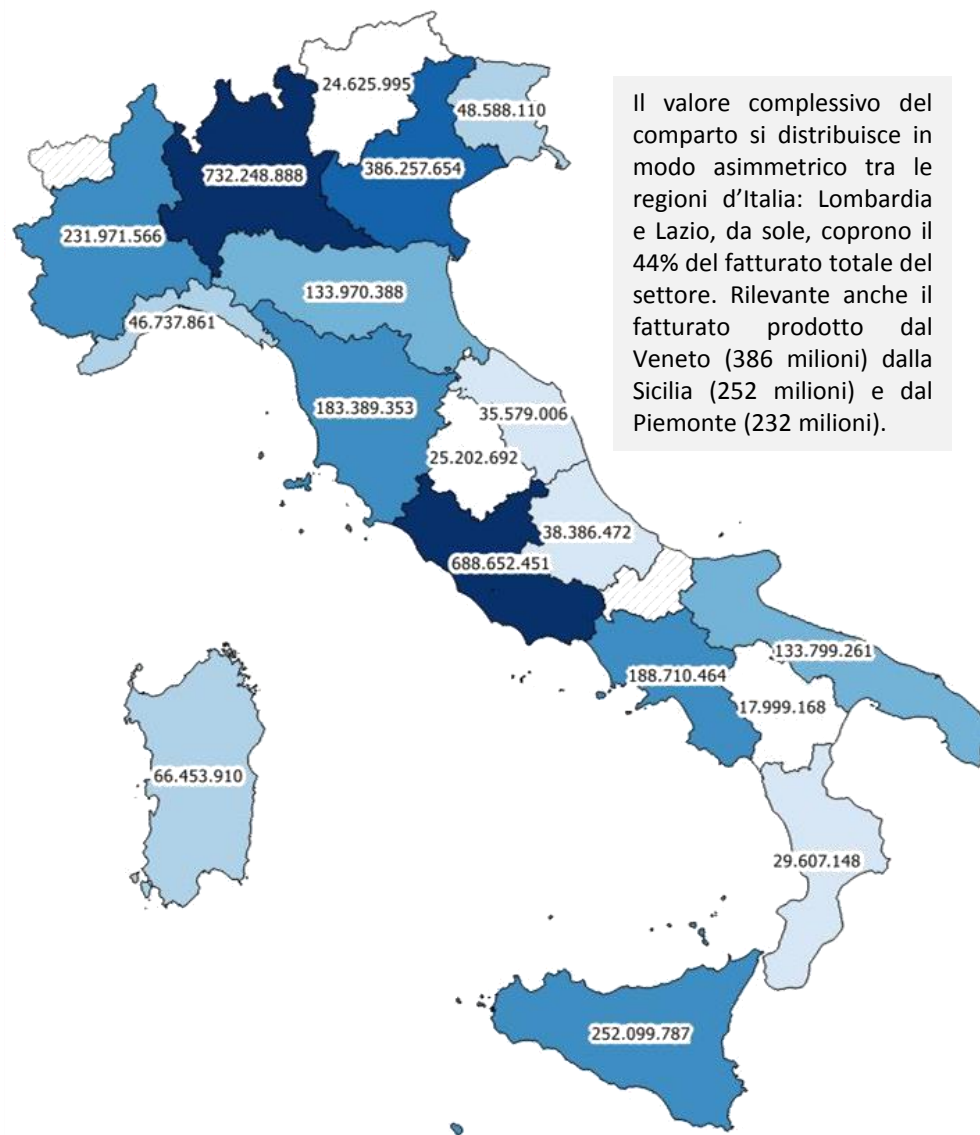 24.625.995
48.588.110
732.248.888
386.257.654
231.971.566
133.970.388
46.737.861
183.389.353
35.579.006
25.202.692
38.386.472
688.652.451
133.799.261
188.710.464
17.999.168
66.453.910
29.607.148
252.099.787
Il valore complessivo del
comparto si distribuisce in
modo asimmetrico tra le
regioni d’Italia: Lombardia
e Lazio, da sole, coprono il
44% del fatturato totale del
settore. Rilevante anche il
fatturato prodotto dal
Veneto (386 milioni) dalla
Sicilia (252 milioni) e dal
Piemonte (232 milioni).